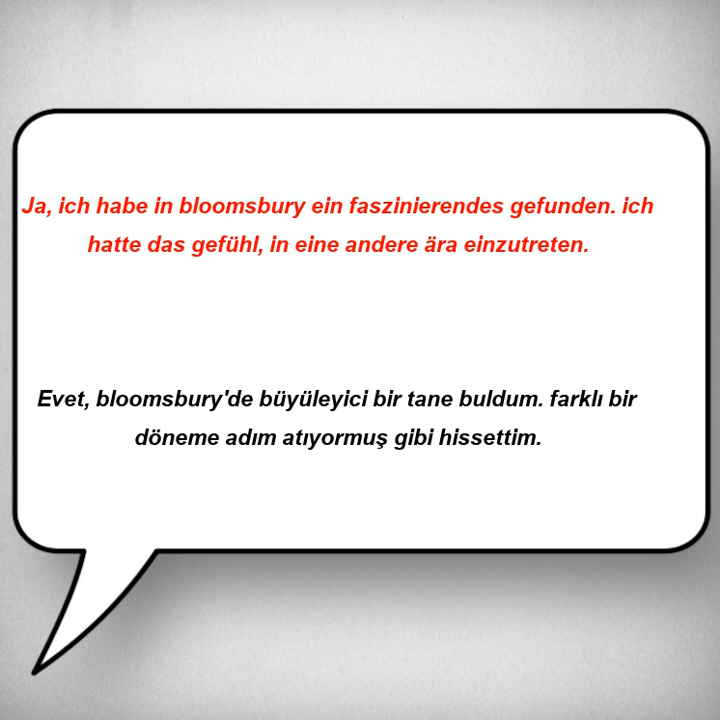 Ja, ich habe in bloomsbury ein faszinierendes gefunden. ich
hatte das gefühl, in eine andere ära einzutreten.
Evet, bloomsbury'de büyüleyici bir tane buldum. farklı bir
döneme adım atıyormuş gibi hissettim.